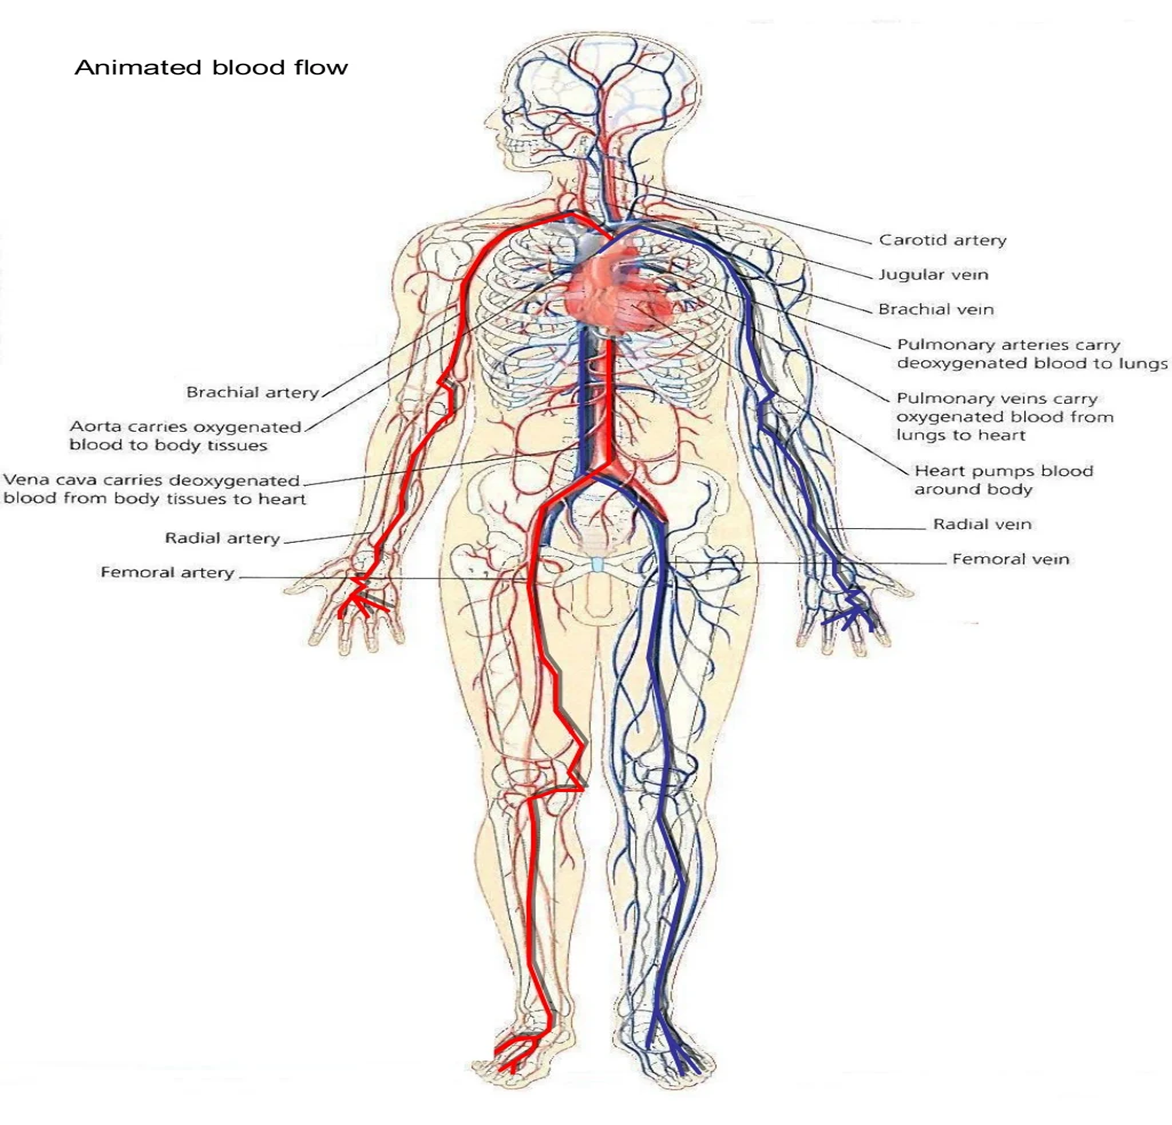 Animated blood flow
Carotid artery
Jugular vein
Brachial vein
Pulmonary arteries carry
deoxygenated blood to lungs
Pulmonary veins carry
oxygenated blood from
lungs to heart
Heart pumps blood
around body
Radial vein
Femoral vein
Brachial artery
Aorta carries oxygenated
blood to body tissues
Vena cava carries deoxygenated
blood from body tissues to heart
Radial artery
Femoral artery